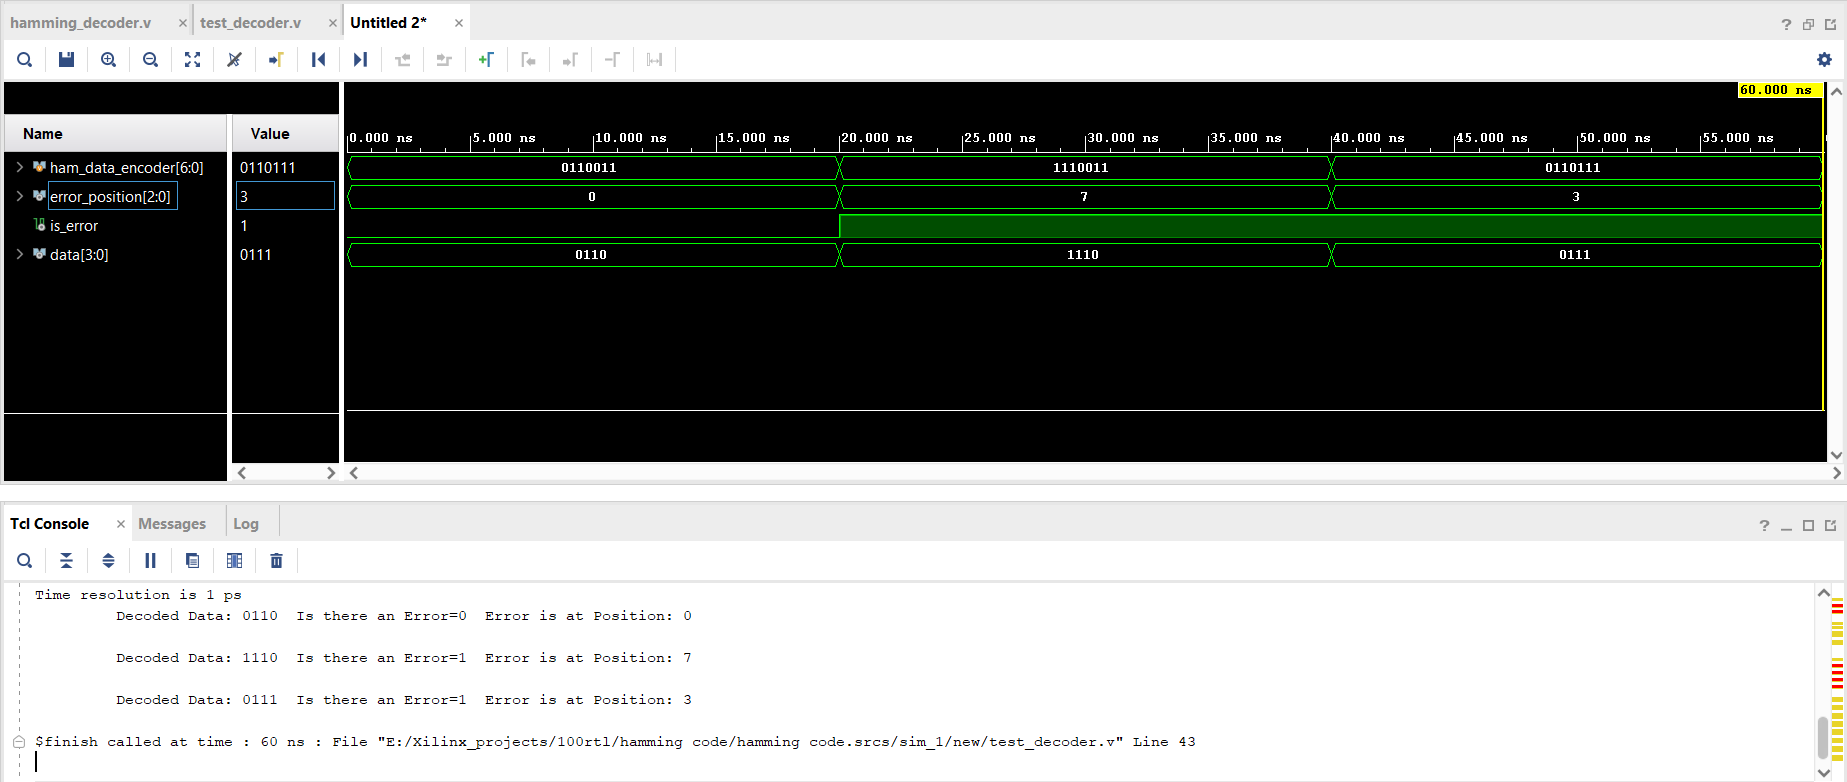 hamming_decoder.v × test_decoder.v × Untitled 2* ×
?
60.000 ns
Name Value
0.000 ns 5.000 ns 10.000 ns 15.000 ns 20.000 ns 25.000 ns 30.000 ns 35.000 ns 40.000 ns 45.000 ns 50.000 ns 55.000 ns
ham_data_encoder[6:0] 0110111 0110011 1110011 0110111
error_position[2:0] 3 0 7 3
is_error 1
data[3:0] 0111 0110 1110 0111
Tcl Console × Messages Log
?
Time resolution is 1 ps
Decoded Data: 0110 Is there an Error=0 Error is at Position: 0
Decoded Data: 1110 Is there an Error=1 Error is at Position: 7
Decoded Data: 0111 Is there an Error=1 Error is at Position: 3
$finish called at time : 60 ns : File "E:/Xilinx_projects/100rtl/hamming code/hamming code.srcs/sim_1/new/test_decoder.v" Line 43